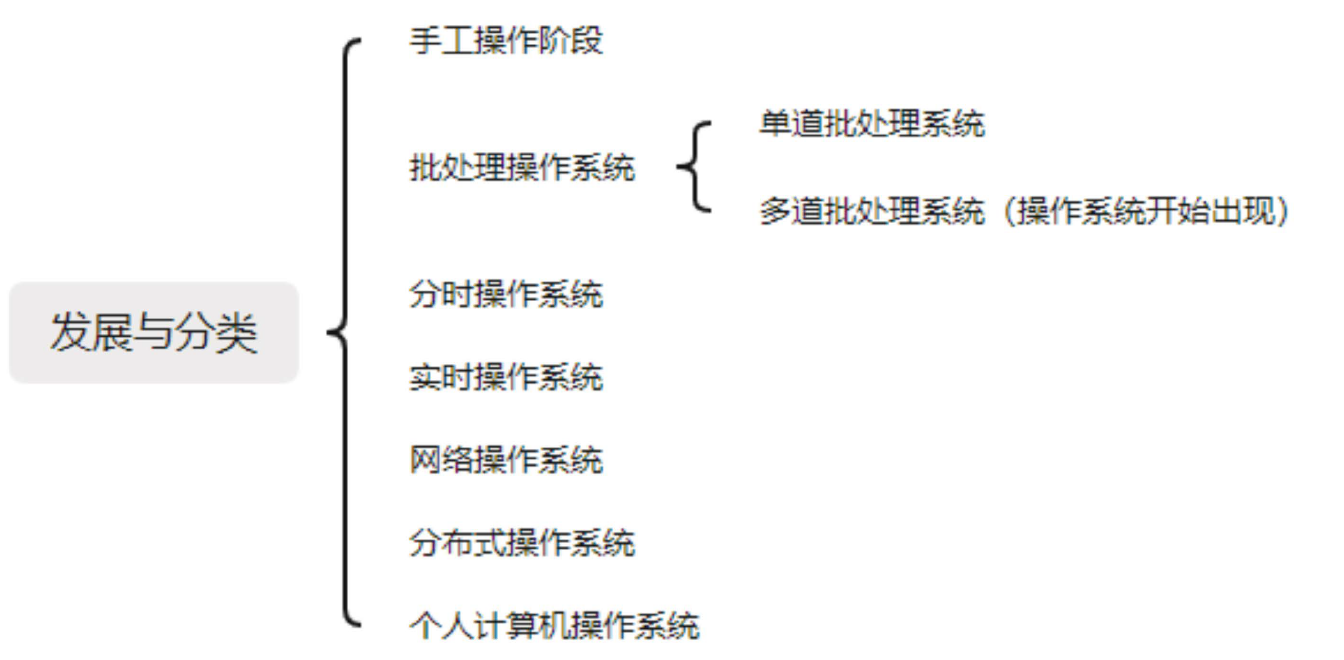 发展与分类
手工操作阶段
批处理操作系统
单道批处理系统
多道批处理系统（操作系统开始出现）
分时操作系统
实时操作系统
网络操作系统
分布式操作系统
个人计算机操作系统